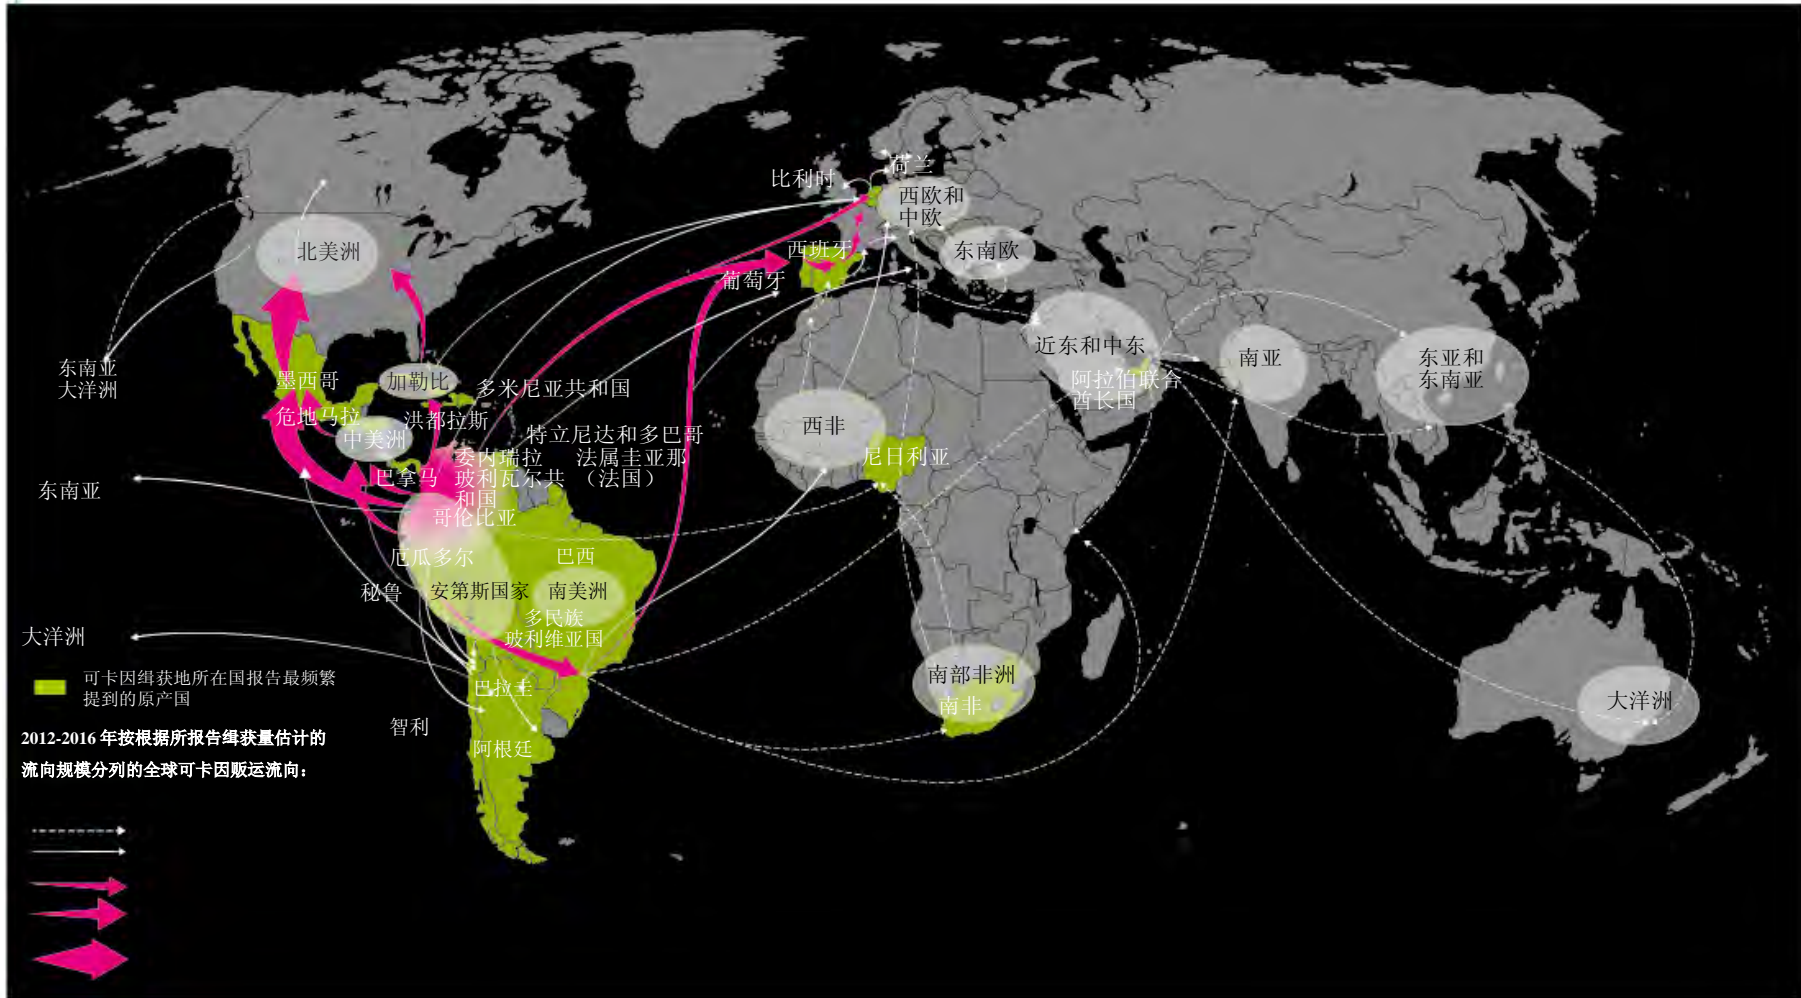 荷兰
比利时
西欧和
中欧
北美洲
西班牙
东南欧
葡萄牙
近东和中东
南亚
东亚和
东南亚
东南亚
大洋洲
墨西哥
加勒比
多米尼亚共和国
阿拉伯联合
酋长国
危地马拉
洪都拉斯
西非
中美洲
特立尼达和多巴哥
尼日利亚
委内瑞拉
玻利瓦尔共
和国
法属圭亚那
（法国）
巴拿马
东南亚
哥伦比亚
厄瓜多尔
巴西
秘鲁
安第斯国家
南美洲
多民族
玻利维亚国
大洋洲
南部非洲
南非
大洋洲
巴拉圭
智利
阿根廷
可卡因缉获地所在国报告最频繁
提到的原产国
2012-2016 年按根据所报告缉获量估计的
流向规模分列的全球可卡因贩运流向：